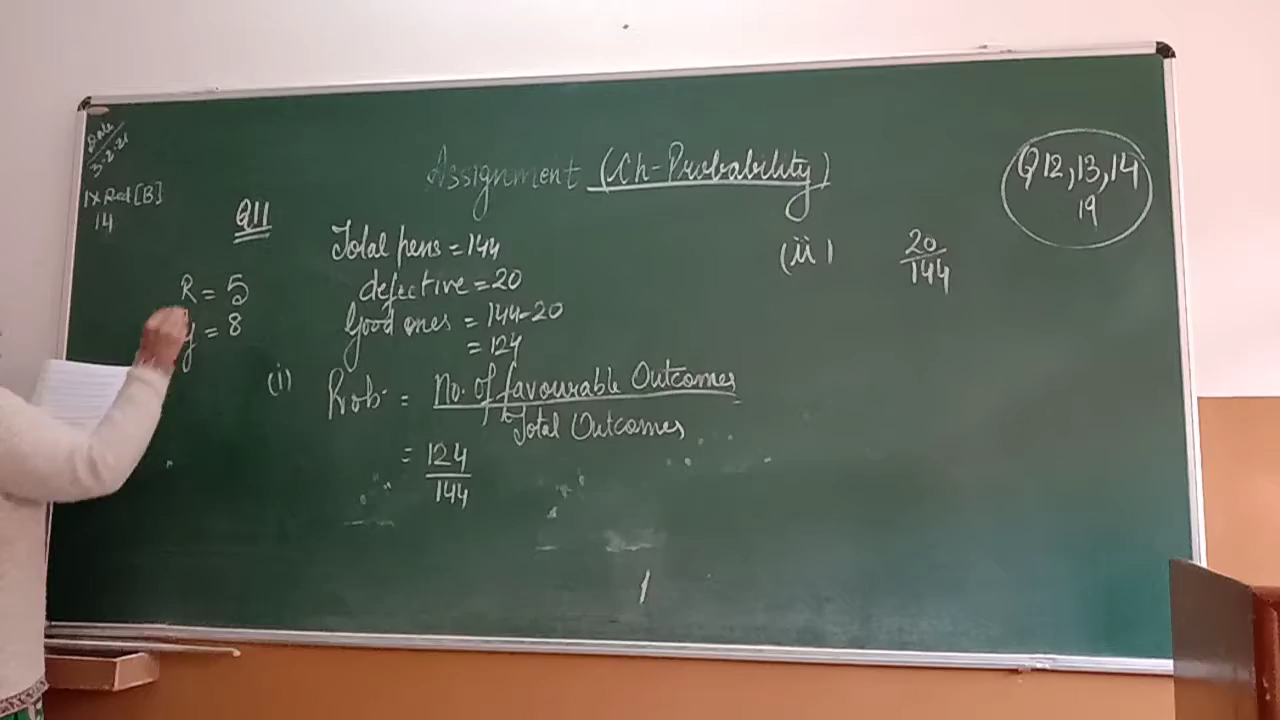 Date
3.2.21
IX Red [B]
14
Assignment (Ch-Probability)
Q12, 13, 14
19
Q11
Total pens = 144
defective = 20
Good ones = 144-20
= 124
R = 5
y = 8
(i)
Prob. = No. of favourable Outcomes
Total Outcomes
= 124
144
(ii) 20
144